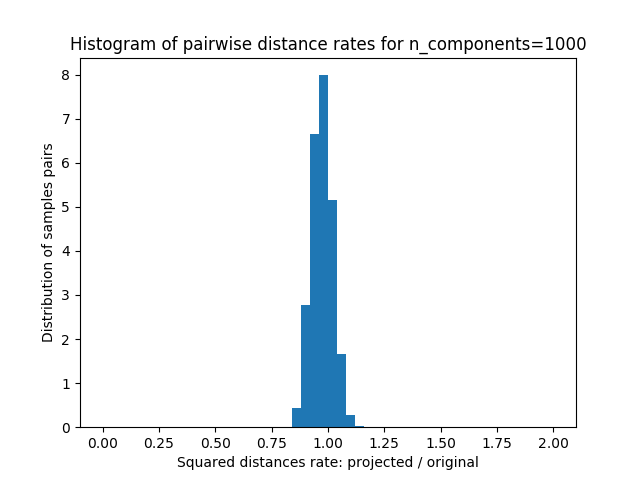 Histogram of pairwise distance rates for n_components=1000
8
7
6
5
4
3
2
1
0
Distribution of samples pairs
0.00 0.25 0.50 0.75 1.00 1.25 1.50 1.75 2.00
Squared distances rate: projected / original